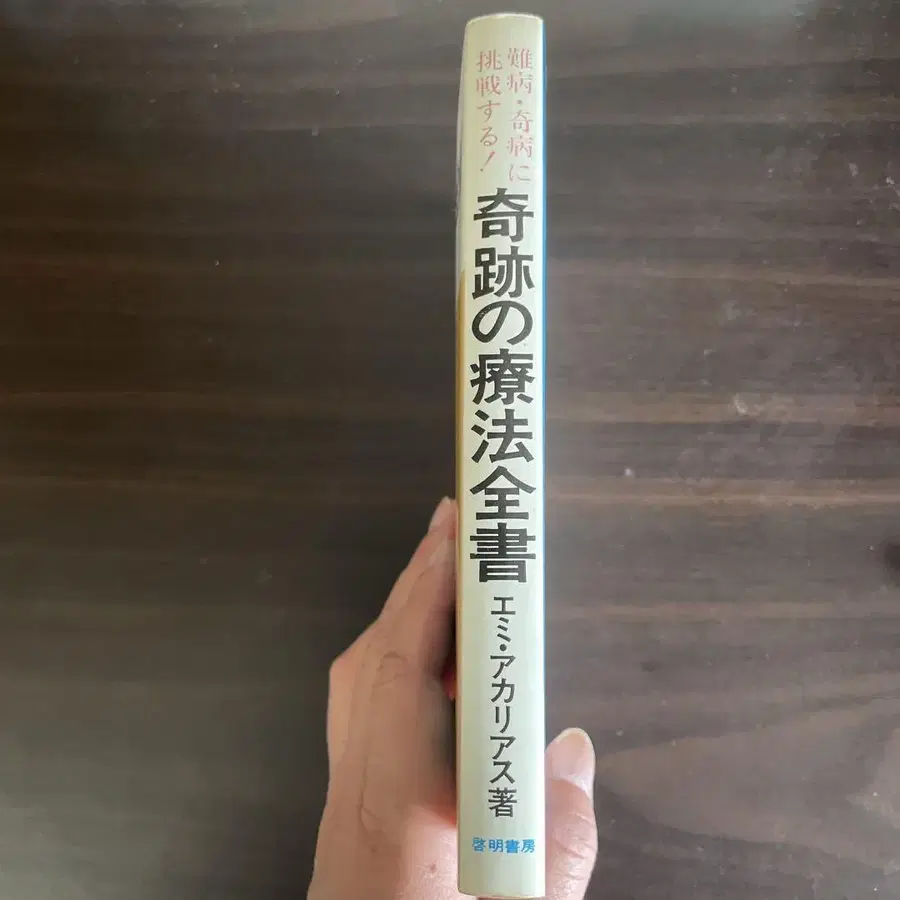 難病・奇病に
挑戦する!
奇跡の療法全書
エミ・アカリアス著
啓明書房